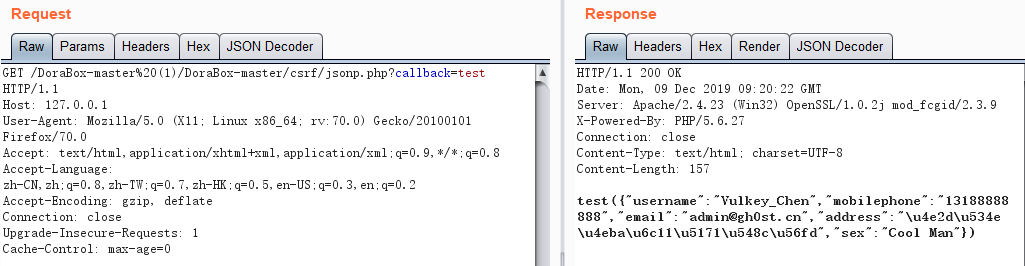 Request
Raw Params Headers Hex JSON Decoder
GET /DoraBox-master%20(1)/DoraBox-master/csrf/jsonp.php?callback=test
HTTP/1.1
Host: 127.0.0.1
User-Agent: Mozilla/5.0 (X11; Linux x86_64; rv:70.0) Gecko/20100101
Firefox/70.0
Accept: text/html,application/xhtml+xml,application/xml;q=0.9,*/*;q=0.8
Accept-Language:
zh-CN,zh;q=0.8,zh-TW;q=0.7,zh-HK;q=0.5,en-US;q=0.3,en;q=0.2
Accept-Encoding: gzip, deflate
Connection: close
Upgrade-Insecure-Requests: 1
Cache-Control: max-age=0
Response
Raw Headers Hex Render JSON Decoder
HTTP/1.1 200 OK
Date: Mon, 09 Dec 2019 09:20:22 GMT
Server: Apache/2.4.23 (Win32) OpenSSL/1.0.2j mod_fcgid/2.3.9
X-Powered-By: PHP/5.6.27
Connection: close
Content-Type: text/html; charset=UTF-8
Content-Length: 157
test({"username":"Vulkey_Chen","mobilephone":"13188888
888","email":"admin@gh0st.cn","address":"\u4e2d\u534e
\u4eba\u6c11\u5171\u548c\u56fd","sex":"Cool Man"})